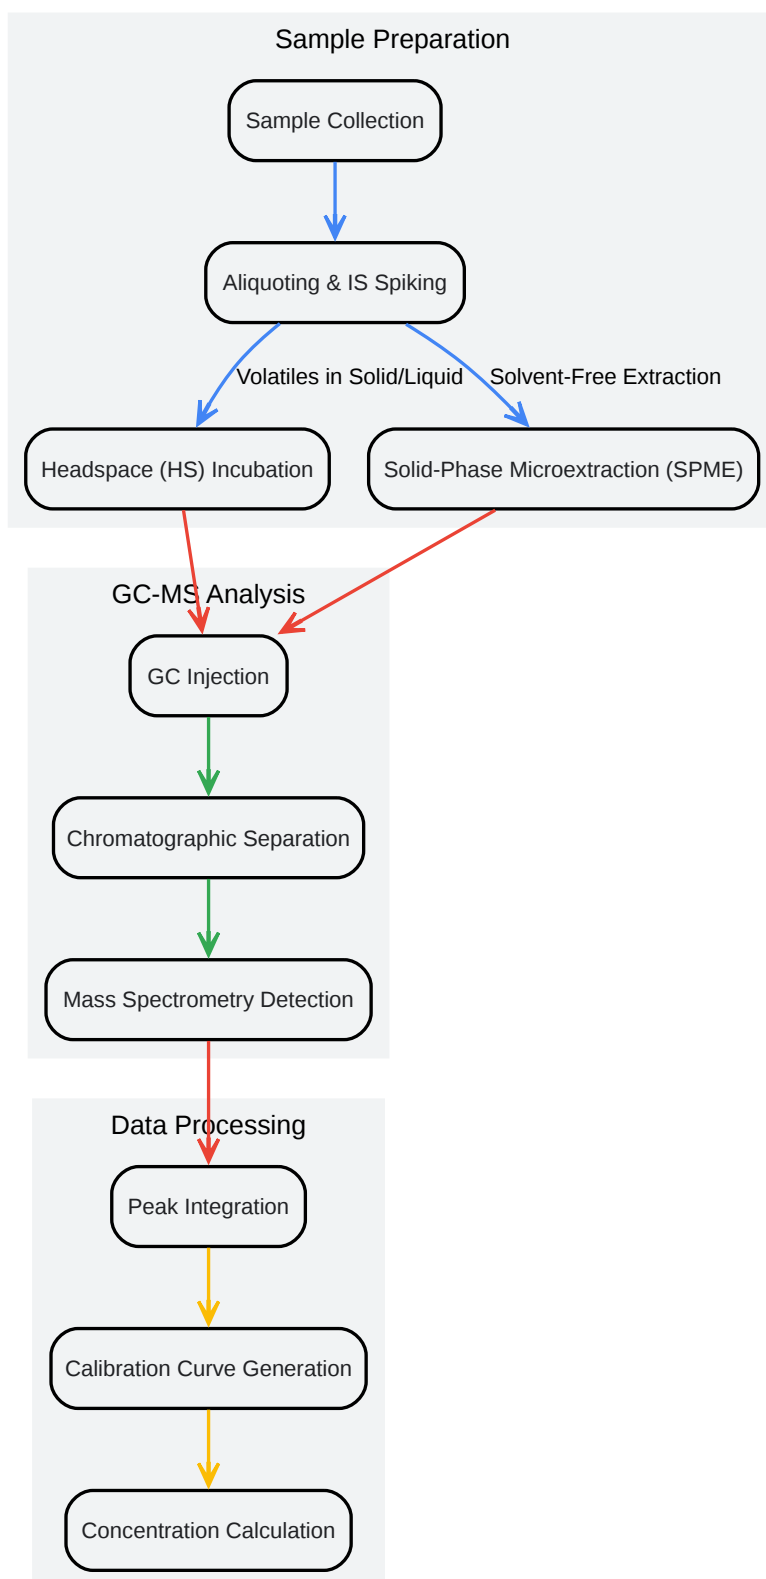 Sample Preparation
Sample Collection
Aliquoting & IS Spiking
Volatiles in Solid/Liquid
Solvent-Free Extraction
Headspace (HS) Incubation
Solid-Phase Microextraction (SPME)
GC-MS Analysis
GC Injection
Chromatographic Separation
Mass Spectrometry Detection
Data Processing
Peak Integration
Calibration Curve Generation
Concentration Calculation